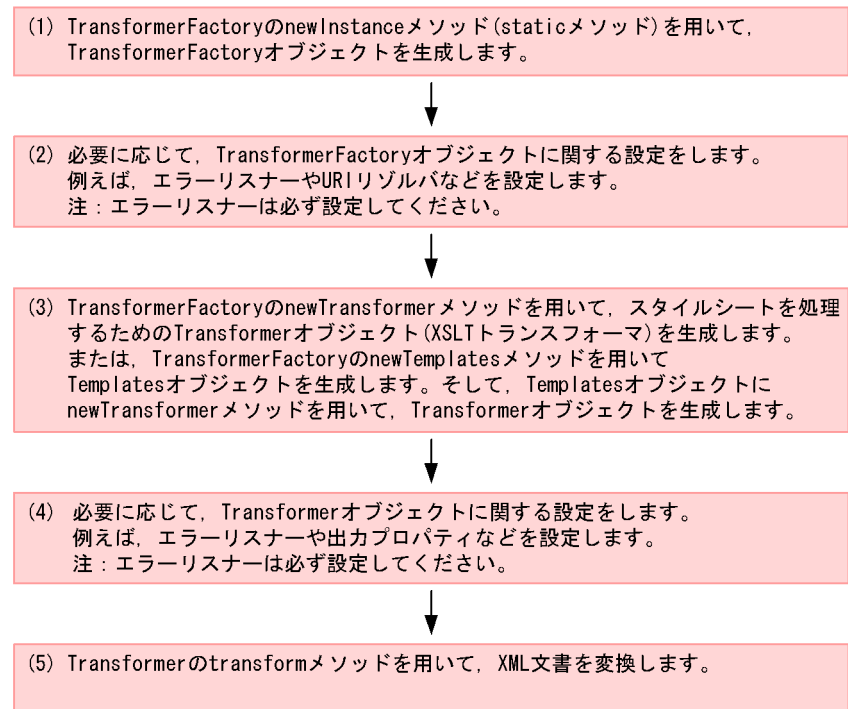 (1) TransformerFactoryのnewInstanceメソッド(staticメソッド)を用いて,
TransformerFactoryオブジェクトを生成します。
(2) 必要に応じて, TransformerFactoryオブジェクトに関する設定をします。
例えば, エラーリスナーやURIリゾルバなどを設定します。
注：エラーリスナーは必ず設定してください。
(3) TransformerFactoryのnewTransformerメソッドを用いて, スタイルシートを処理
するためのTransformerオブジェクト(XSLTトランスフォーマ)を生成します。
または, TransformerFactoryのnewTemplatesメソッドを用いて
Templatesオブジェクトを生成します。そして, Templatesオブジェクトに
newTransformerメソッドを用いて, Transformerオブジェクトを生成します。
(4) 必要に応じて, Transformerオブジェクトに関する設定をします。
例えば, エラーリスナーや出力プロパティなどを設定します。
注：エラーリスナーは必ず設定してください。
(5) Transformerのtransformメソッドを用いて, XML文書を変換します。